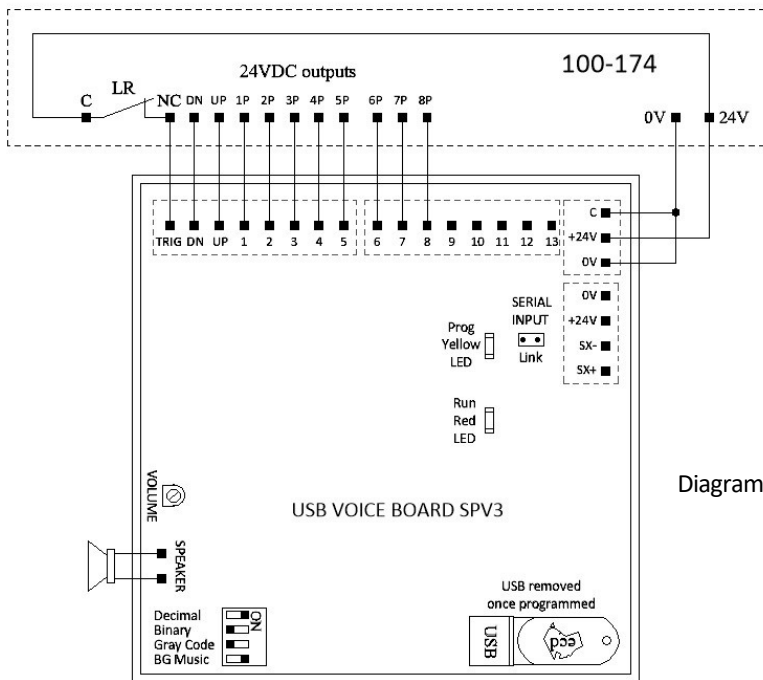 100-174
24VDC outputs
C LR NC DN UP 1P 2P 3P 4P 5P 6P 7P 8P 0V 24V
TRIG DN UP 1 2 3 4 5 6 7 8 9 10 11 12 13
C
+24V
0V
0V
+24V
SX-
SX+
SERIAL
INPUT
Link
Prog
Yellow
LED
Run
Red
LED
VOLUME
USB VOICE BOARD SPV3
Diagram
SPEAKER
Decimal
Binary
Gray Code
BG Music
ON
USB removed
once programmed
USB
ecd